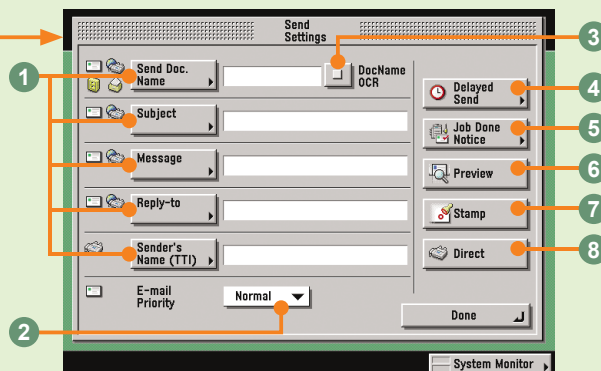 Send
Settings
1
Send Doc.
Name
DocName
OCR
3
Subject
Message
Reply-to
Sender's
Name (TTI)
E-mail
Priority
Normal
2
Delayed
Send
4
Job Done
Notice
5
Preview
6
Stamp
7
Direct
8
Done
System Monitor